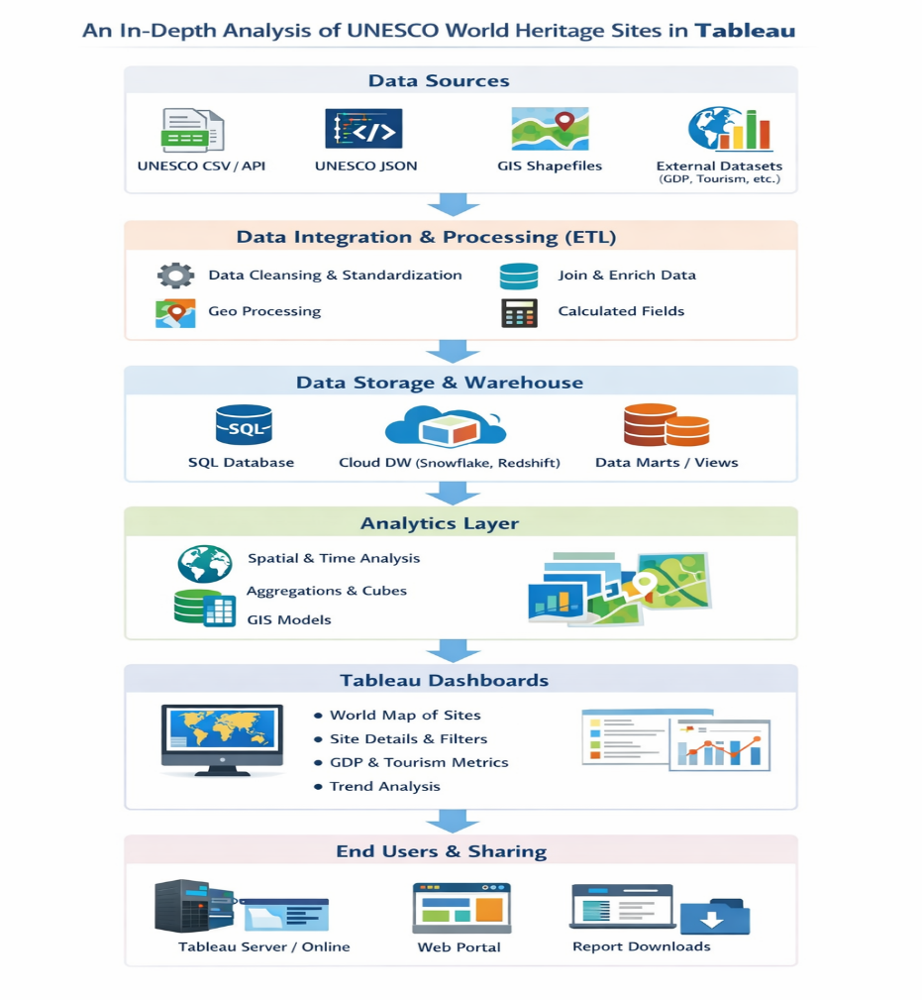 An In-Depth Analysis of UNESCO World Heritage Sites in Tableau
Data Sources
UNESCO CSV / API
UNESCO JSON
GIS Shapefiles
External Datasets
(GDP, Tourism, etc.)
</>
Data Integration & Processing (ETL)
Data Cleansing & Standardization
Join & Enrich Data
Geo Processing
Calculated Fields
Data Storage & Warehouse
SQL
SQL Database
Cloud DW (Snowflake, Redshift)
Data Marts / Views
Analytics Layer
Spatial & Time Analysis
Aggregations & Cubes
GIS Models
Tableau Dashboards
• World Map of Sites
• Site Details & Filters
• GDP & Tourism Metrics
• Trend Analysis
End Users & Sharing
Tableau Server / Online
Web Portal
Report Downloads